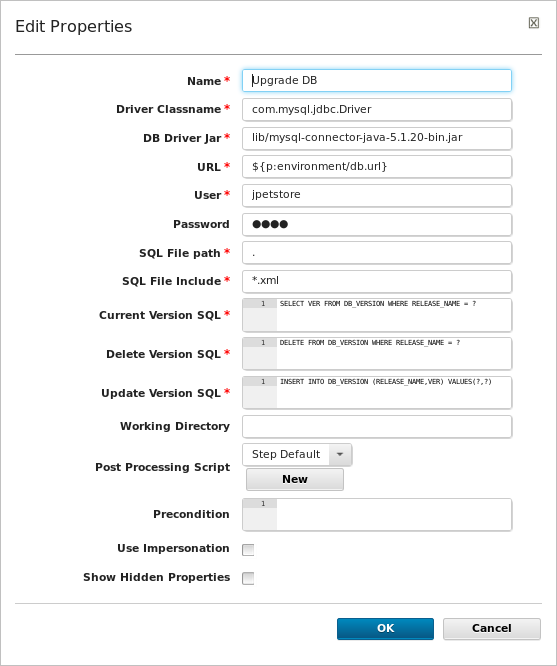 Edit Properties
Name *
Upgrade DB
Driver Classname *
com.mysql.jdbc.Driver
DB Driver Jar *
lib/mysql-connector-java-5.1.20-bin.jar
URL *
${p:environment/db.url}
User *
jpetstore
Password
●●●●
SQL File path *
.
SQL File Include *
*.xml
Current Version SQL *
1 SELECT VER FROM DB_VERSION WHERE RELEASE_NAME = ?
Delete Version SQL *
1 DELETE FROM DB_VERSION WHERE RELEASE_NAME = ?
Update Version SQL *
1 INSERT INTO DB_VERSION (RELEASE_NAME,VER) VALUES(?,?)
Working Directory
Post Processing Script
Step Default
New
Precondition
1
Use Impersonation
Show Hidden Properties
OK
Cancel